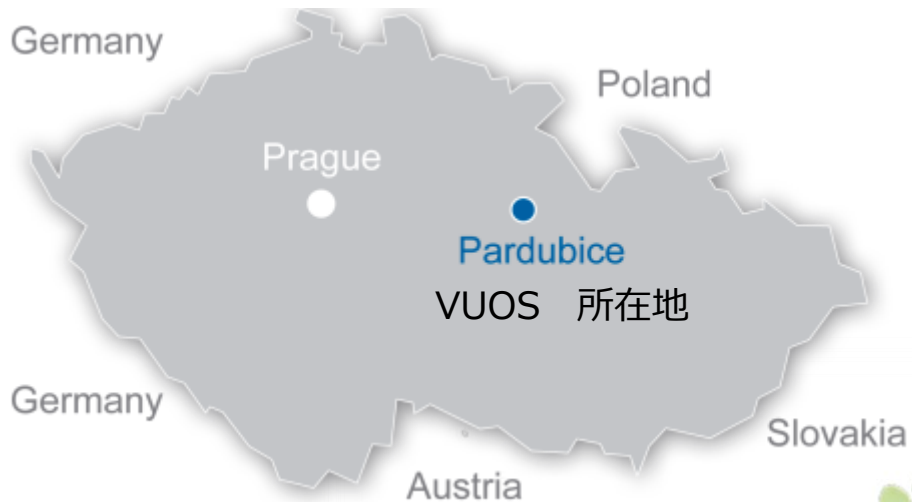 Germany
Poland
Prague
Pardubice
VUOS　所在地
Germany
Slovakia
Austria